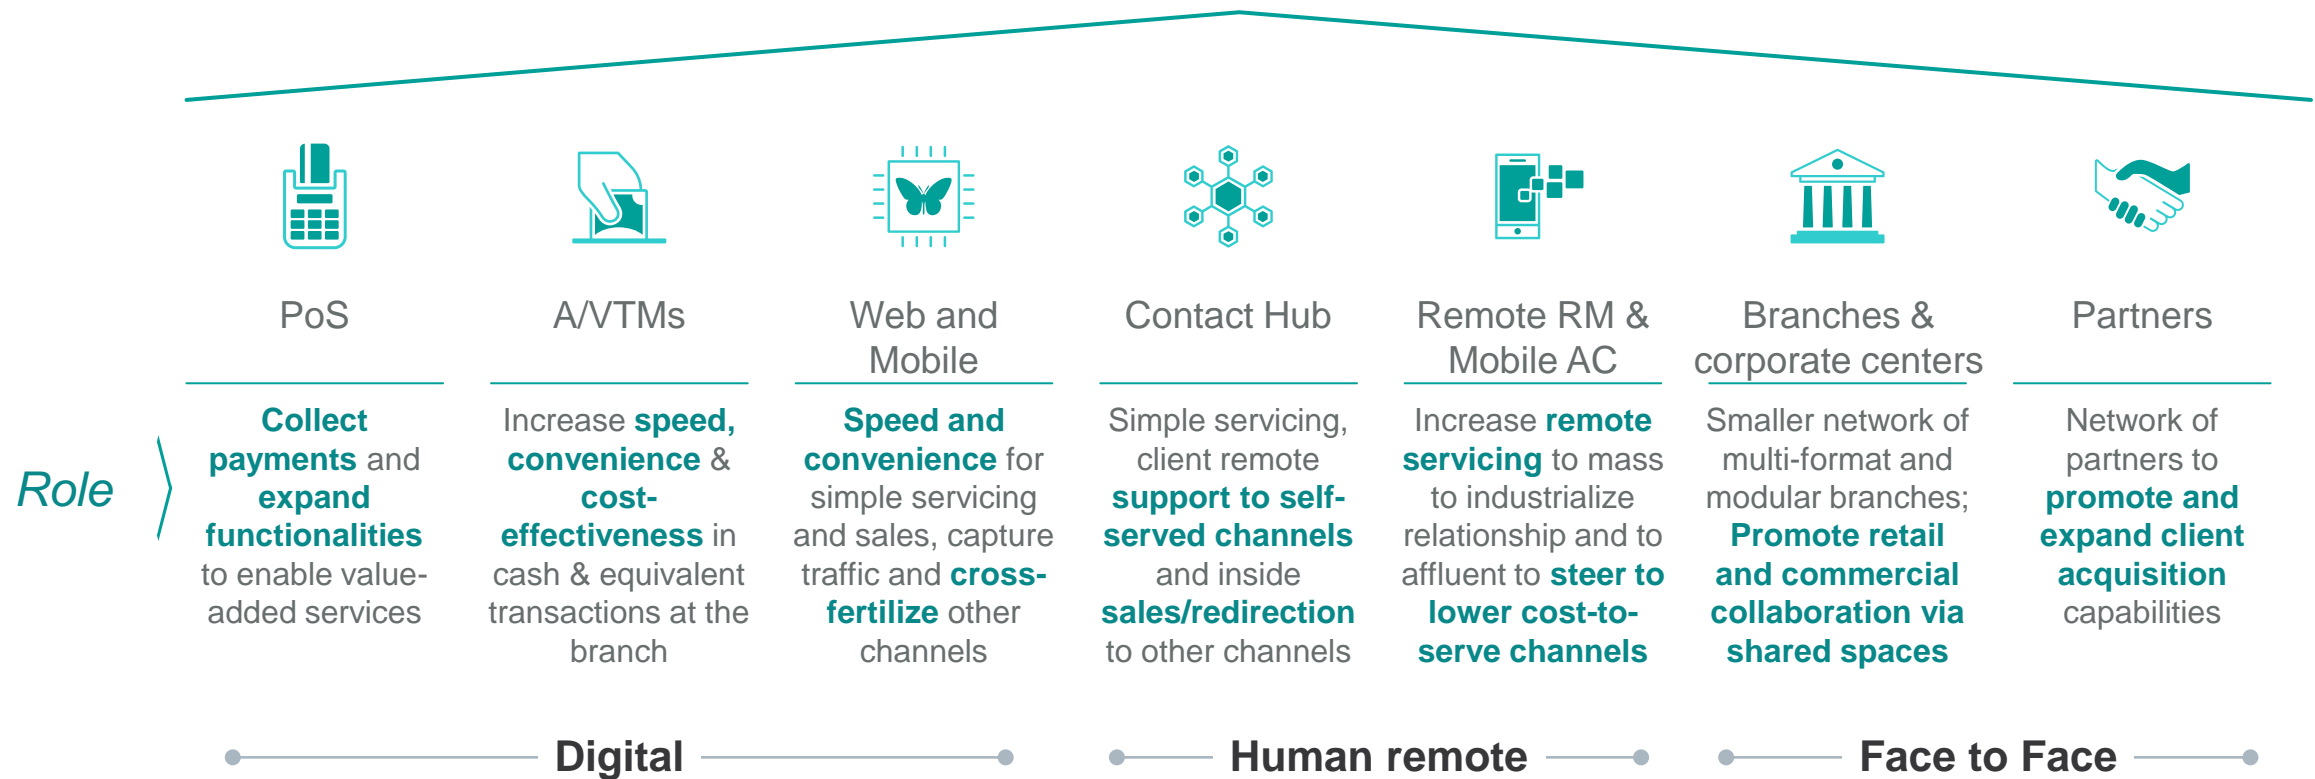 PoS
A/VTMs
Web and
Mobile
Contact Hub
Remote RM &
Mobile AC
Branches &
corporate centers
Partners
Role
Collect
payments and
expand
functionalities
to enable value-
added services
Increase speed,
convenience &
cost-
effectiveness in
cash & equivalent
transactions at the
branch
Speed and
convenience for
simple servicing
and sales, capture
traffic and cross-
fertilize other
channels
Simple servicing,
client remote
support to self-
served channels
and inside
sales/redirection
to other channels
Increase remote
servicing to mass
to industrialize
relationship and to
affluent to steer to
lower cost-to-
serve channels
Smaller network of
multi-format and
modular branches;
Promote retail
and commercial
collaboration via
shared spaces
Network of
partners to
promote and
expand client
acquisition
capabilities
Digital
Human remote
Face to Face